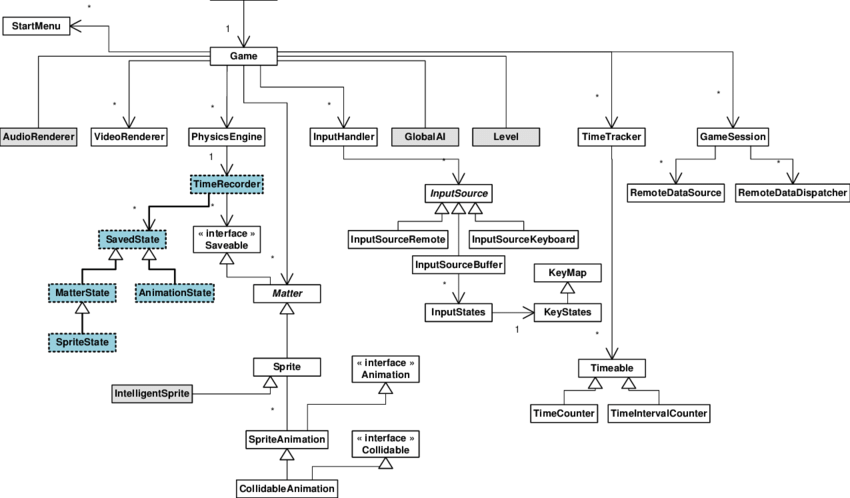 *
StartMenu
1
Game
* * * * *
AudioRenderer VideoRenderer PhysicsEngine InputHandler GlobalAI Level TimeTracker GameSession
1
* * *
TimeRecorder
InputSource
RemoteDataSource RemoteDataDispatcher
* *
« interface »
Saveable
SavedState
InputSourceRemote InputSourceKeyboard
*
InputSourceBuffer
KeyMap
MatterState AnimationState
Matter
*
InputStates
1
KeyStates
SpriteState
*
Sprite
« interface »
Animation
Timeable
IntelligentSprite
*
TimeCounter TimeIntervalCounter
SpriteAnimation
« interface »
Collidable
CollidableAnimation